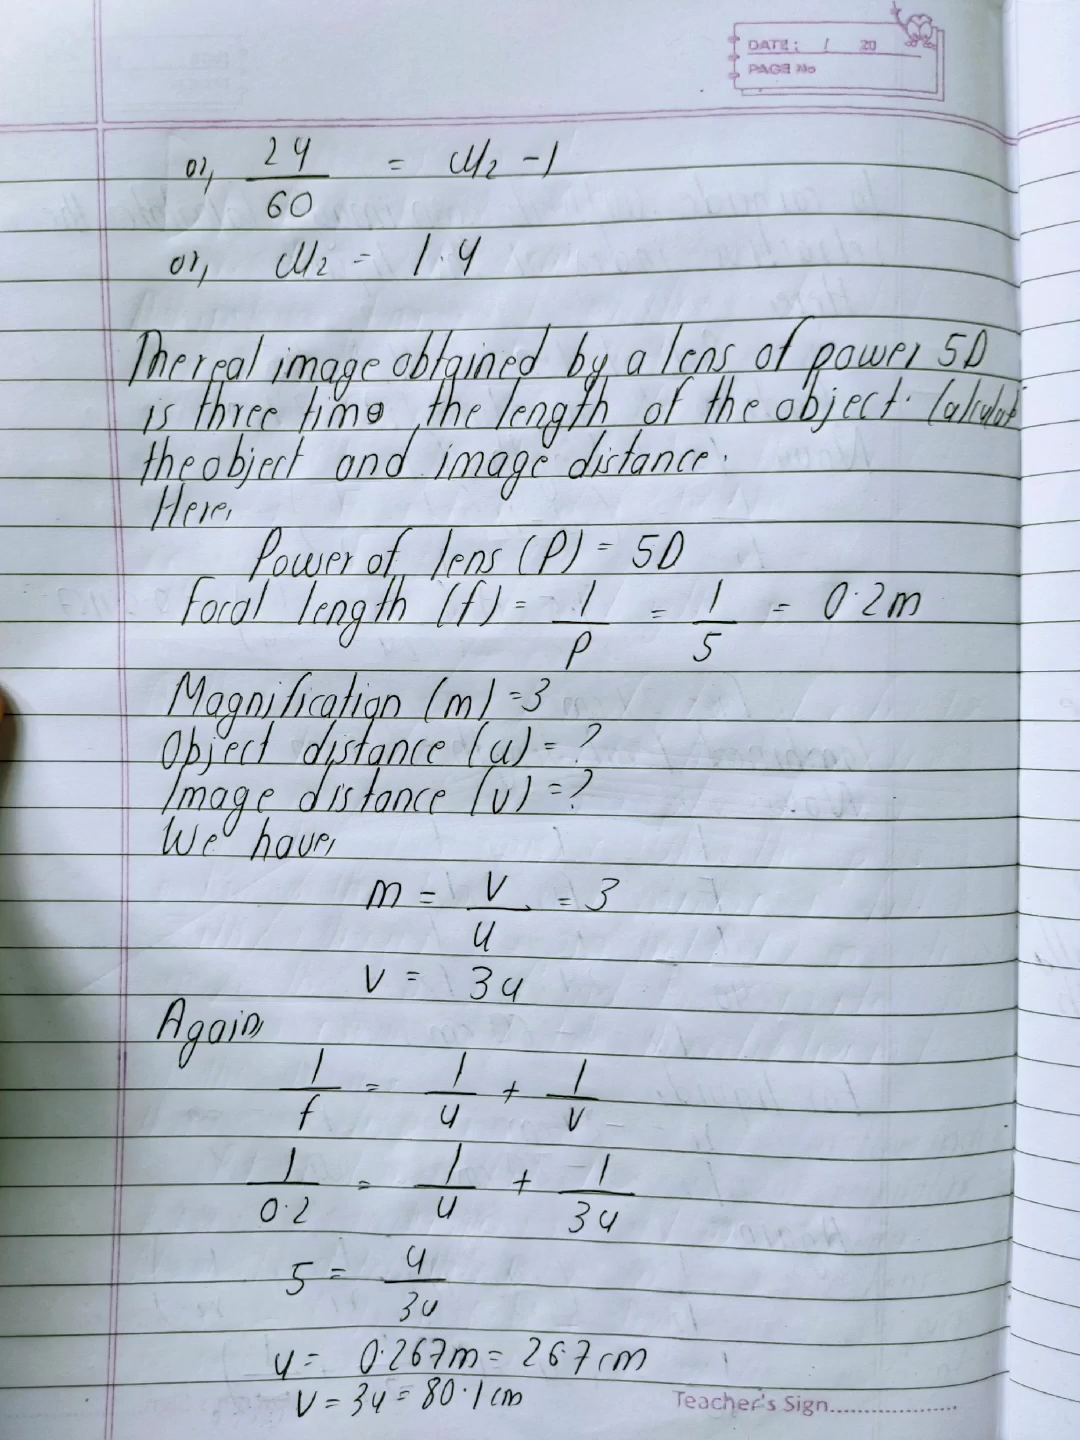 DATE: / 20
PAGE No
or, 24/60 = μ2 - 1
or, μ2 = 1.4
The real image obtained by a lens of power 5D
is three time the length of the object. Calculate
the object and image distance.
Here,
Power of lens (P) = 5D
Focal length (f) = 1/P = 1/5 = 0.2m
Magnification (m) = 3
Object distance (u) = ?
Image distance (v) = ?
We have,
m = v/u = 3
v = 3u
Again,
1/f = 1/u + 1/v
1/0.2 = 1/u + 1/3u
5 = 4/3u
u = 0.267m = 26.7cm
v = 3u = 80.1cm
Teacher's Sign....................